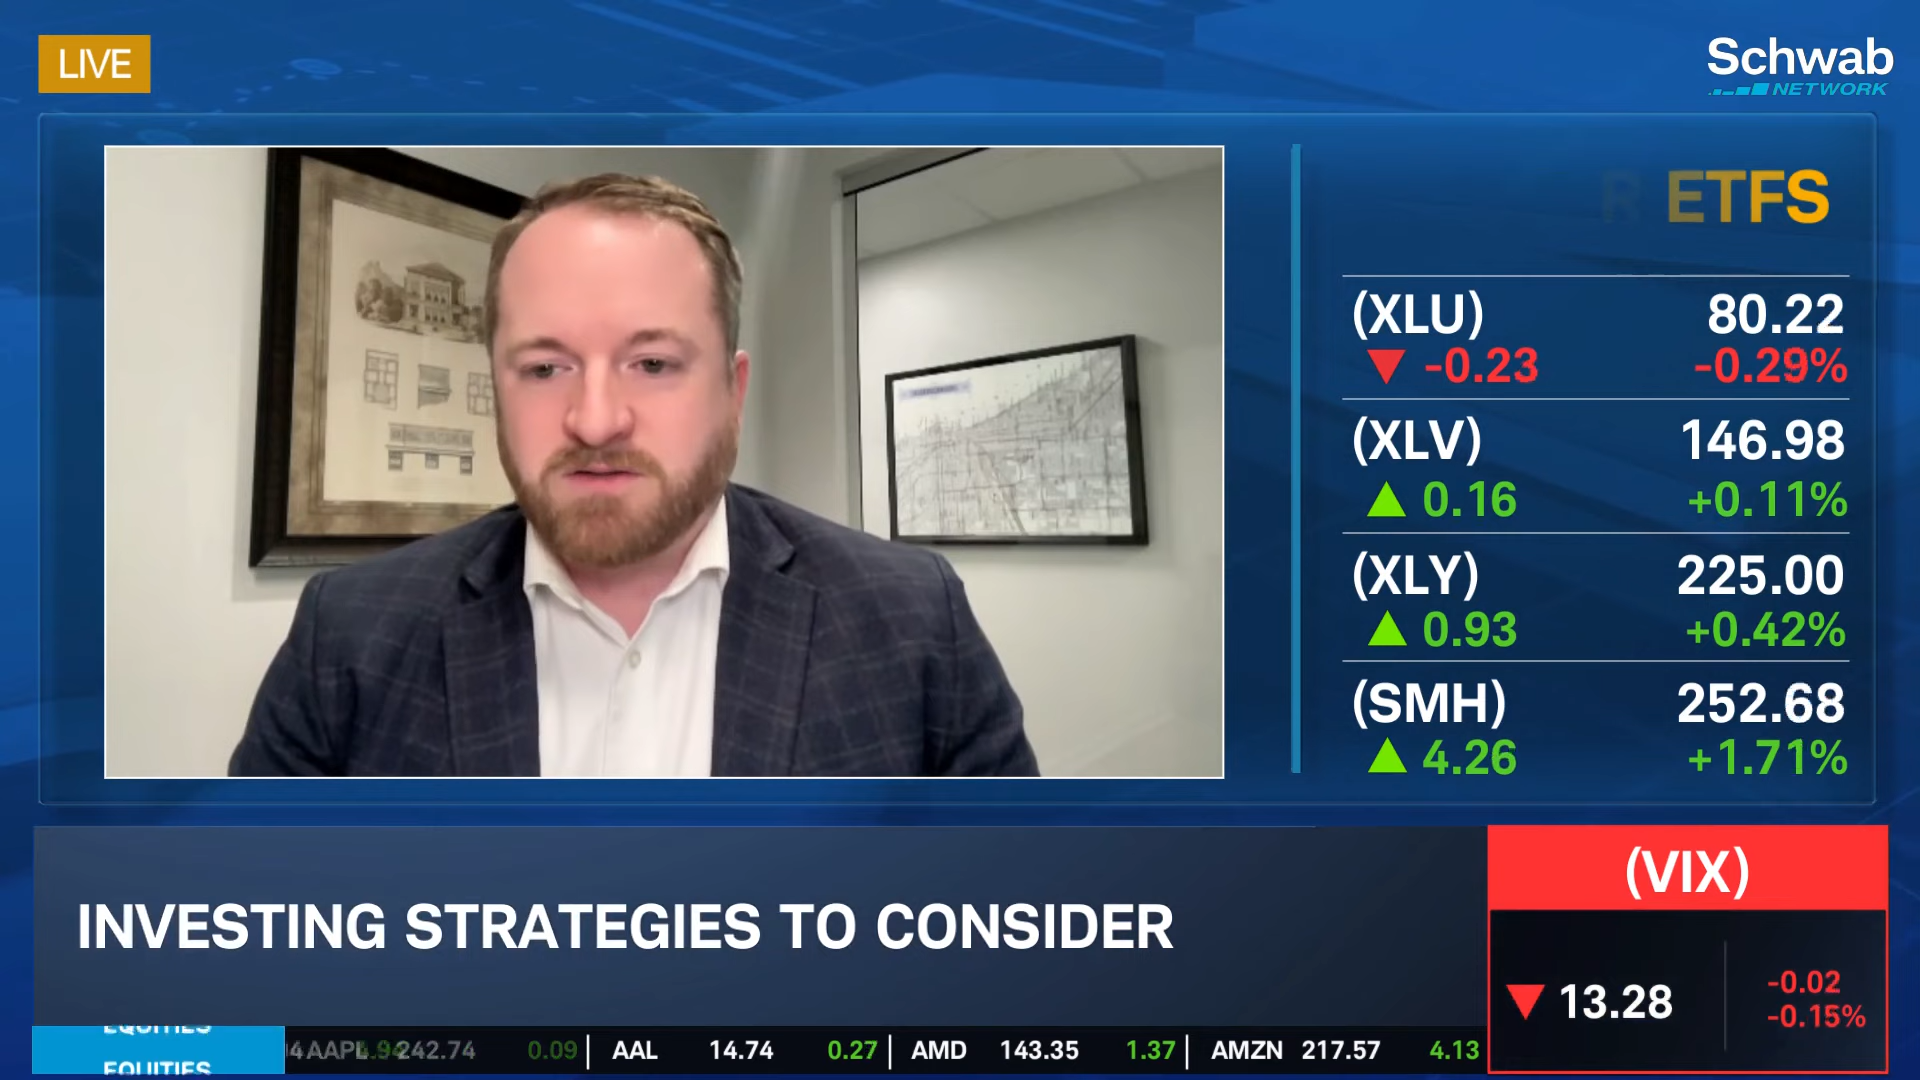 LIVE
Schwab
NETWORK
R ETFS
(XLU) 80.22
-0.23 -0.29%
(XLV) 146.98
0.16 +0.11%
(XLY) 225.00
0.93 +0.42%
(SMH) 252.68
4.26 +1.71%
INVESTING STRATEGIES TO CONSIDER
(VIX)
13.28
-0.02
-0.15%
EQUITIES
EQUITIES
AAPL 242.74 0.09 AAL 14.74 0.27 AMD 143.35 1.37 AMZN 217.57 4.13